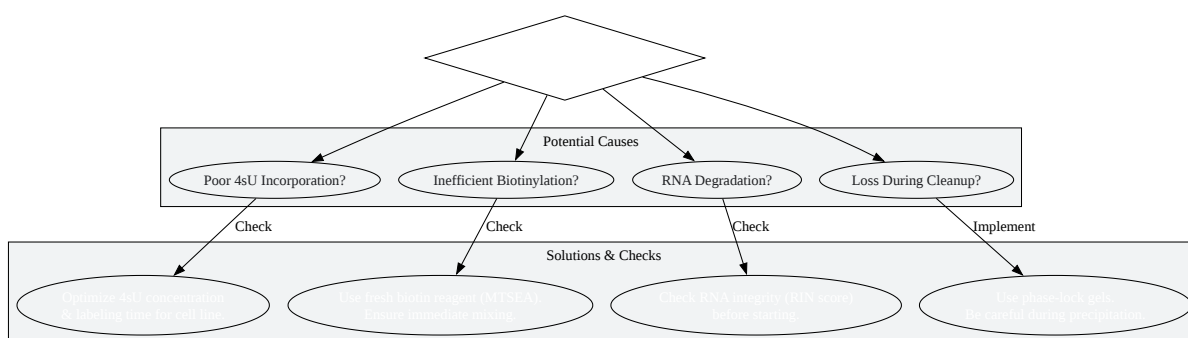 Potential Causes
Poor 4sU Incorporation?
Inefficient Biotinylation?
RNA Degradation?
Loss During Cleanup?
Check
Check
Check
Implement
Solutions & Checks
Optimize 4sU concentration
& labeling time for cell line.
Use fresh biotin reagent (MTSEA).
Ensure immediate mixing.
Check RNA integrity (RIN score)
before starting.
Use phase-lock gels.
Be careful during precipitation.